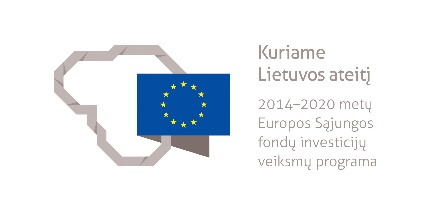 Kuriame
Lietuvos ateitį
2014–2020 metų
Europos Sąjungos
fondų investicijų
veiksmų programa